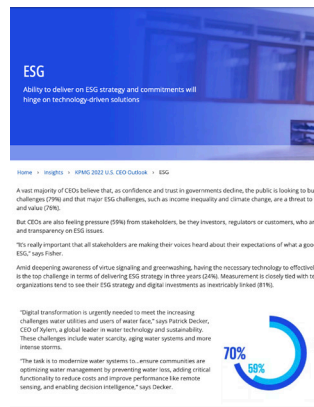 ESG
Ability to deliver on ESG strategy and commitments will
hinge on technology-driven solutions
Home › Insights › KPMG 2022 U.S. CEO Outlook › ESG
A vast majority of CEOs believe that, as confidence and trust in governments decline, the public is looking to bu
challenges (79%) and that major ESG challenges, such as income inequality and climate change, are a threat to
and value (76%).
But CEOs are also feeling pressure (59%) from stakeholders, be they investors, regulators or customers, who ar
and transparency on ESG issues.
"It's really important that all stakeholders are making their voices heard about their expectations of what a goo
ESG," says Fisher.
Amid deepening awareness of virtue signaling and greenwashing, having the necessary technology to effectivel
is the top challenge in terms of delivering ESG strategy in three years (24%). Measurement is closely tied with te
organizations tend to see their ESG strategy and digital investments as inextricably linked (81%).
"Digital transformation is urgently needed to meet the increasing
challenges water utilities and users of water face," says Patrick Decker,
CEO of Xylem, a global leader in water technology and sustainability.
These challenges include water scarcity, aging water systems and more
intense storms.
"The task is to modernize water systems to...ensure communities are
optimizing water management by preventing water loss, adding critical
functionality to reduce costs and improve performance like remote
sensing, and enabling decision intelligence," says Decker.
70%
59%